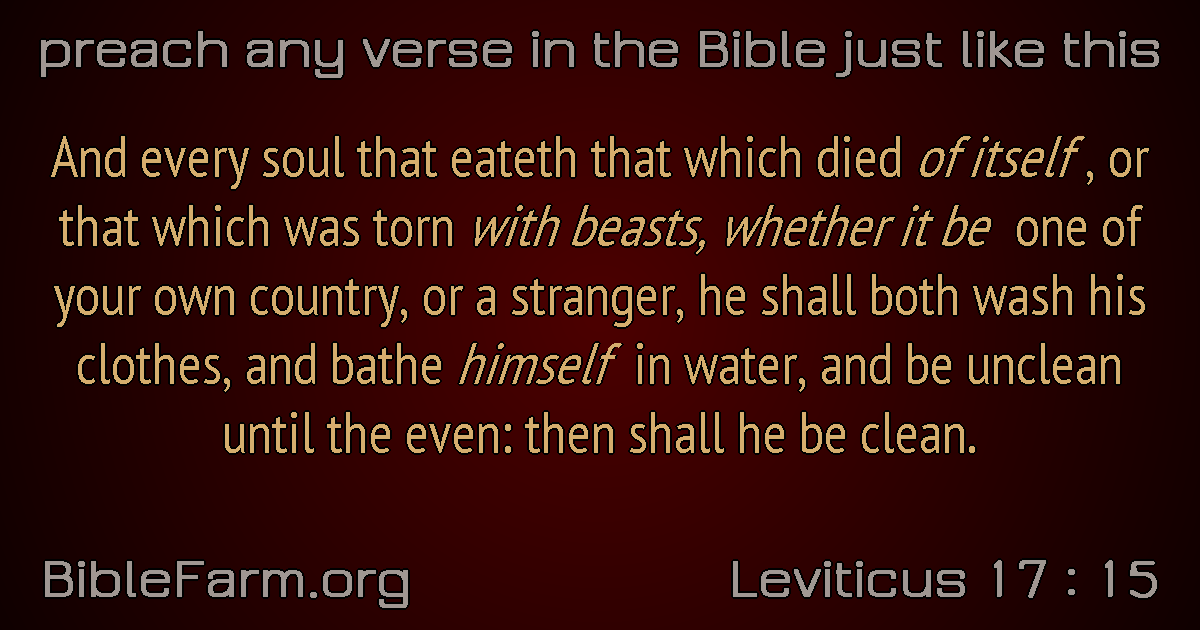 preach any verse in the Bible just like this
And every soul that eateth that which died of itself , or
that which was torn with beasts, whether it be one of
your own country, or a stranger, he shall both wash his
clothes, and bathe himself in water, and be unclean
until the even: then shall he be clean.
BibleFarm.org
Leviticus 17 : 15